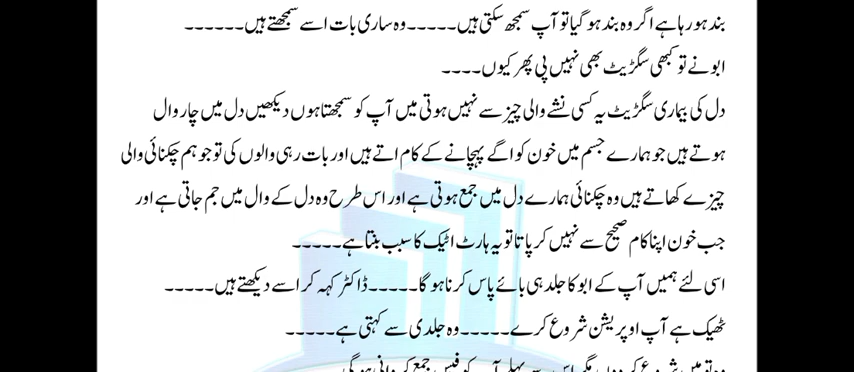 بند ہو رہا ہے اگر وہ بند ہو گیا تو آپ سمجھ سکتی ہیں۔۔۔۔۔ وہ ساری بات اسے سمجھتے ہیں۔۔۔۔۔۔
ابو نے تو کبھی سگڑیٹ بھی نہیں پی پھر کیوں۔۔۔۔
دل کی بیماری سگڑیٹ یہ کسی نشے والی چیز سے نہیں ہوتی میں آپ کو سمجھتا ہوں دیکھیں دل میں چار وال
ہوتے ہیں جو ہمارے جسم میں خون کو اگے پہچانے کے کام اتے ہیں اور بات رہی والوں کی تو جو ہم چکنائی والی
چیزے کھاتے ہیں وہ چکنائی ہمارے دل میں جمع ہوتی ہے اور اس طرح وہ دل کے وال میں جم جاتی ہے اور
جب خون اپنا کام صحیح سے نہیں کر پاتا تو یہ ہارٹ اٹیک کا سبب بنتا ہے۔۔۔۔۔
اسی لئے ہمیں آپ کے ابو کا جلد ہی بائے پاس کرنا ہو گا۔۔۔۔۔ ڈاکٹر کہہ کر اسے دیکھتے ہیں۔۔۔۔۔
ٹھیک ہے آپ اوپریشن شروع کرے۔۔۔۔۔ وہ جلدی سے کہتی ہے۔۔۔۔۔